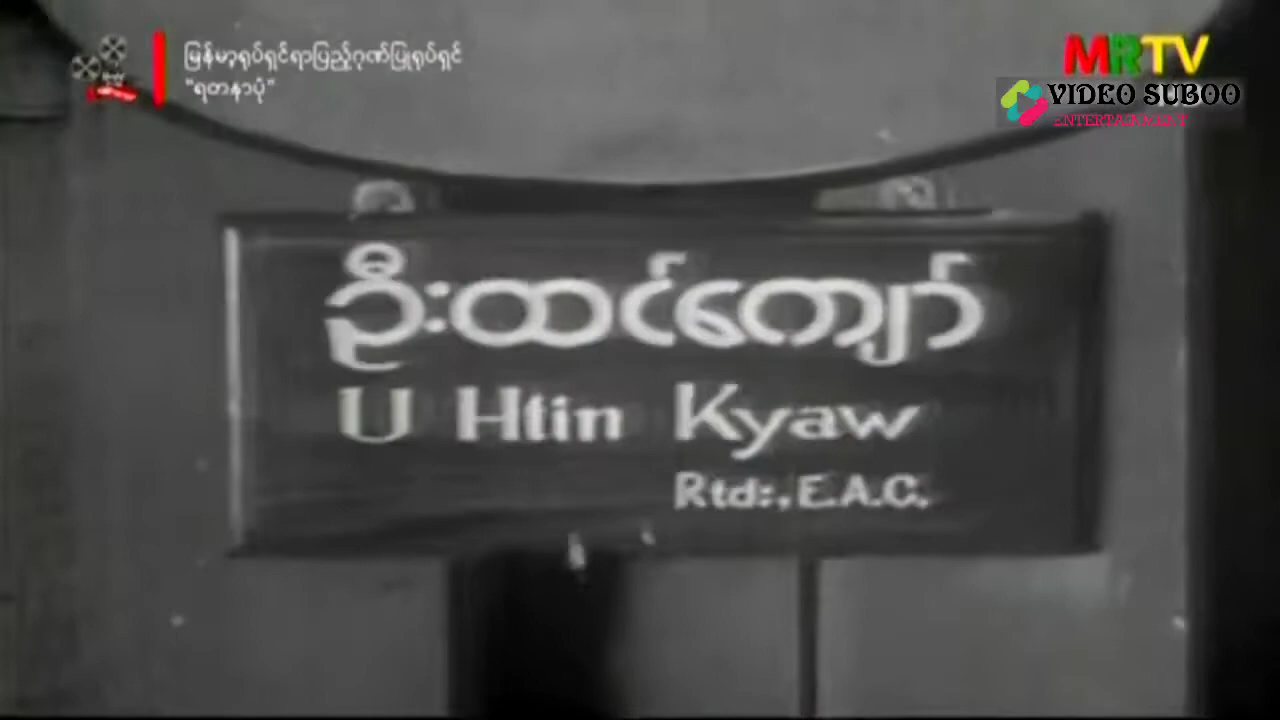 မြန်မာ့ရုပ်ရှင်ရာပြည့်ဂုဏ်ပြုရုပ်ရှင်
"ရတနာပုံ"
MRTV
VIDEO SUBOO
ENTERTAINMENT
ဦးထင်ကျော်
U Htin Kyaw
Rtd:, E.A.C.